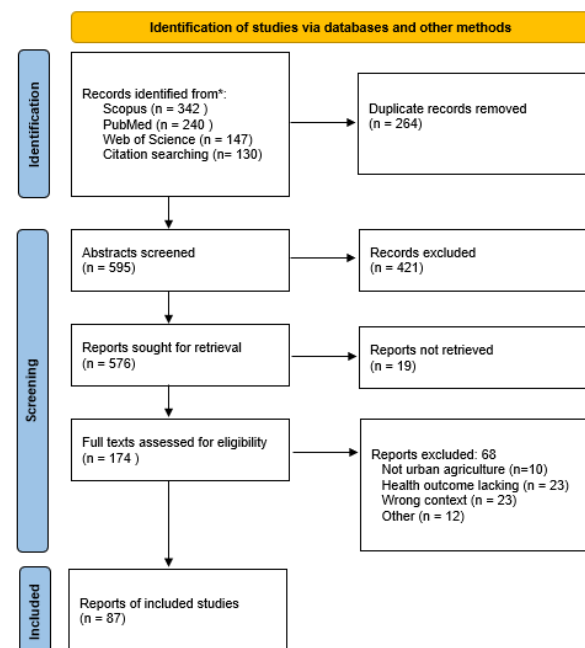 Identification of studies via databases and other methods
Identification
Records identified from*:
Scopus (n = 342 )
PubMed (n = 240 )
Web of Science (n = 147)
Citation searching (n= 130)
Duplicate records removed
(n = 264)
Screening
Abstracts screened
(n = 595)
Records excluded
(n = 421)
Reports sought for retrieval
(n = 576)
Reports not retrieved
(n = 19)
Full texts assessed for eligibility
(n = 174 )
Reports excluded: 68
Not urban agriculture (n=10)
Health outcome lacking (n = 23)
Wrong context (n = 23)
Other (n = 12)
Included
Reports of included studies
(n = 87)